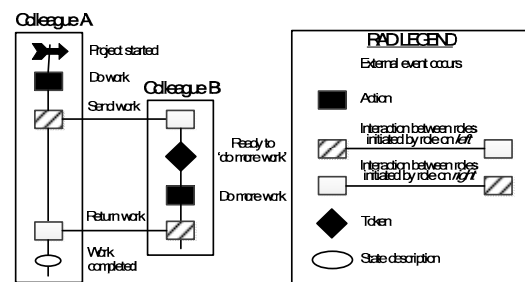 Colleague A
Project started
Do work
Send work
Colleague B
Ready to
'do more work'
Do more work
Return work
Work
completed
RAD LEGEND
External event occurs
Action
Interaction between roles
initiated by role on left
Interaction between roles
initiated by role on right
Token
State description